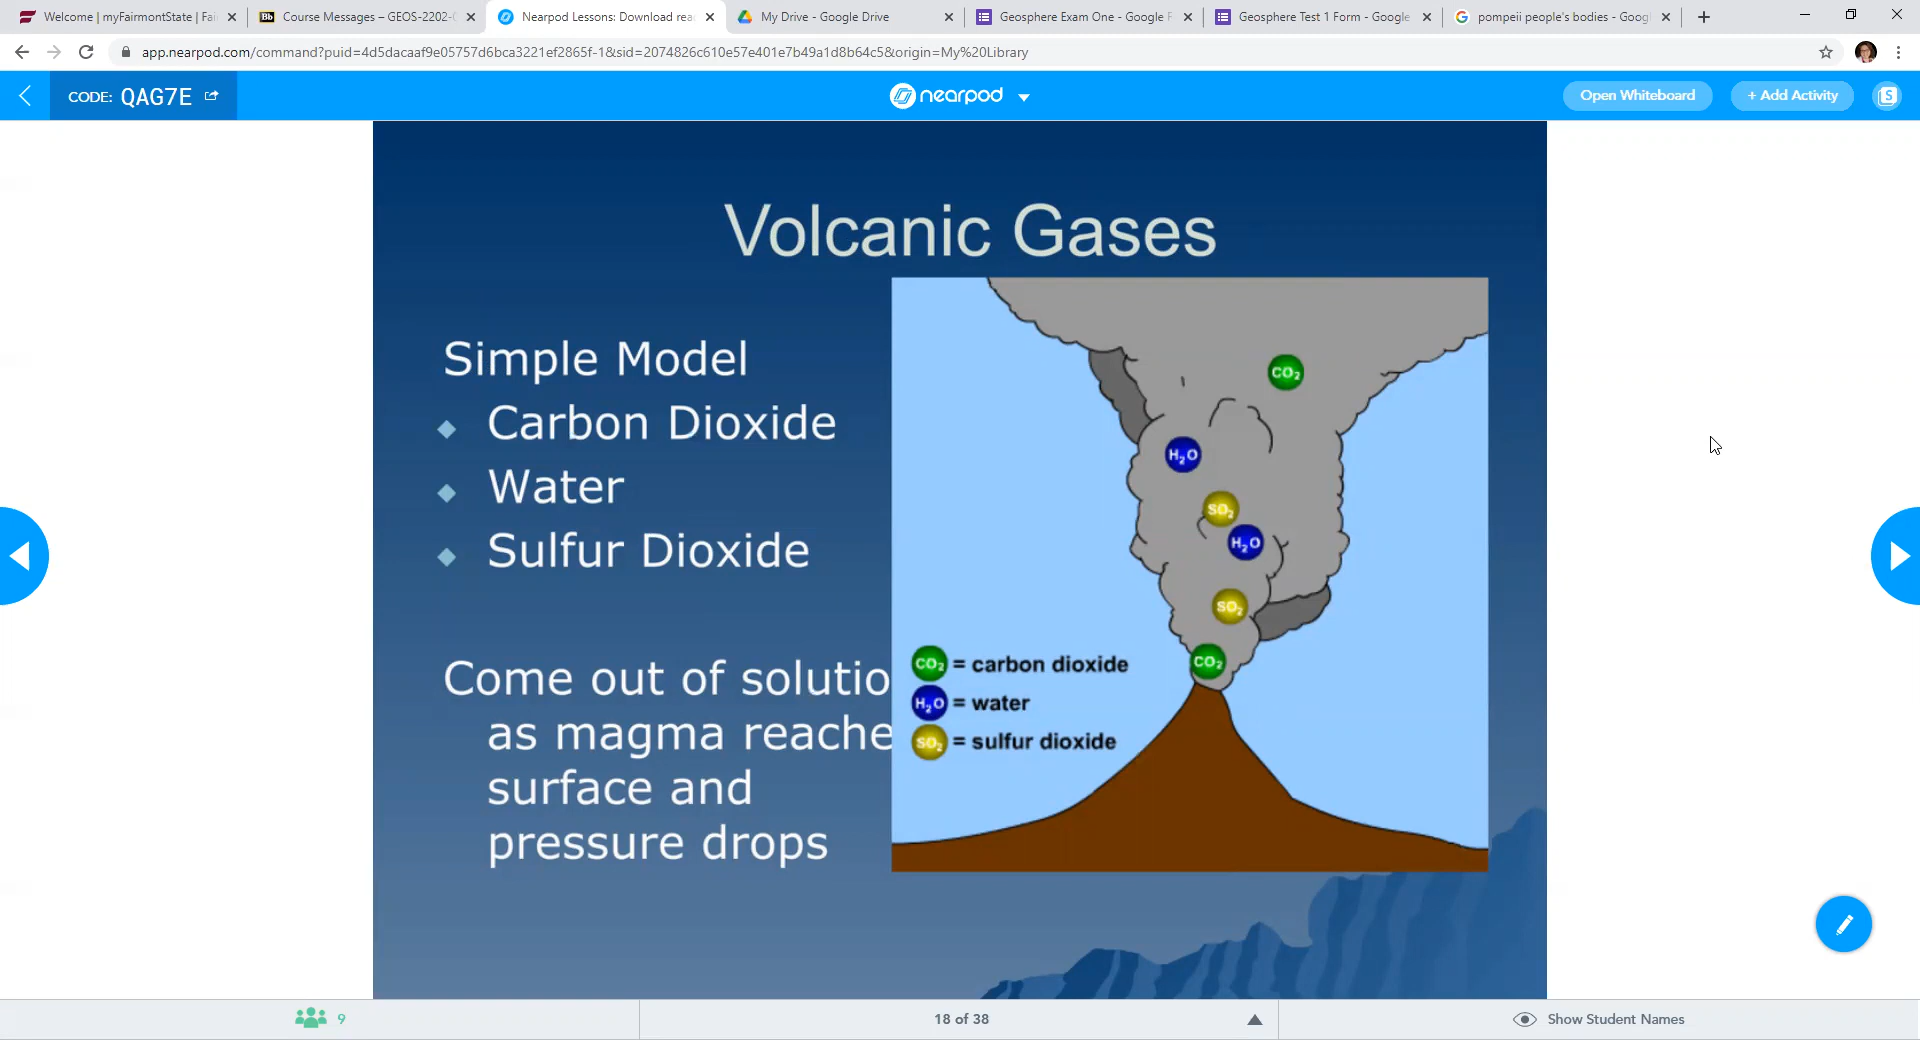 Welcome | myFairmontState | Fai
Course Messages – GEOS-2202-
Nearpod Lessons: Download rea
My Drive - Google Drive
Geosphere Exam One - Google F
Geosphere Test 1 Form - Google
pompeii people's bodies - Goog
app.nearpod.com/command?puid=4d5dacaaf9e05757d6bca3221ef2865f-1&sid=2074826c610e57e401e7b49a1d8b64c5&origin=My%20Library
CODE: QAG7E
nearpod
Open Whiteboard
+ Add Activity
S
Volcanic Gases
Simple Model
Carbon Dioxide
Water
Sulfur Dioxide
Come out of solutio
as magma reache
surface and
pressure drops
CO₂
H₂O
SO₂
H₂O
SO₂
CO₂
CO₂ = carbon dioxide
H₂O = water
SO₂ = sulfur dioxide
9
18 of 38
Show Student Names